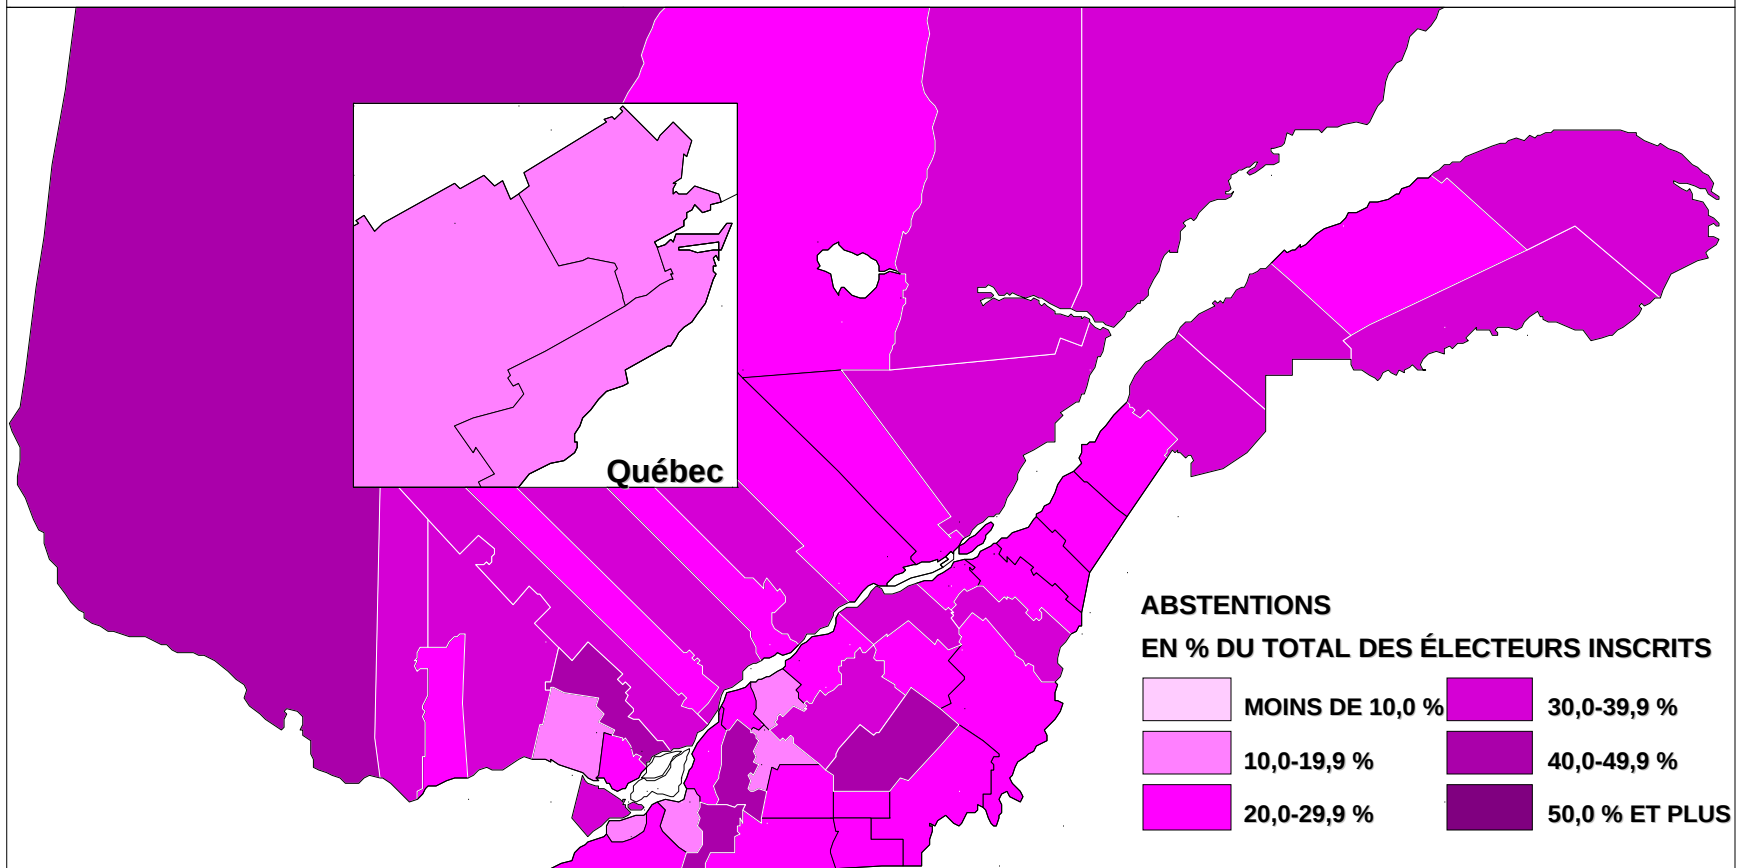 Québec
ABSTENTIONS
EN % DU TOTAL DES ÉLECTEURS INSCRITS
MOINS DE 10,0 %
30,0-39,9 %
10,0-19,9 %
40,0-49,9 %
20,0-29,9 %
50,0 % ET PLUS